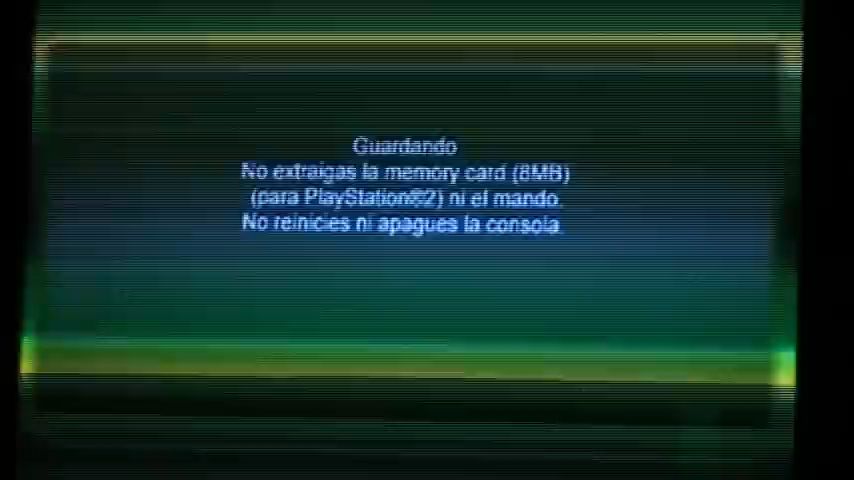 Guardando
No extraigas la memory card (8MB)
(para PlayStation®2) ni el mando.
No reinicies ni apagues la consola.